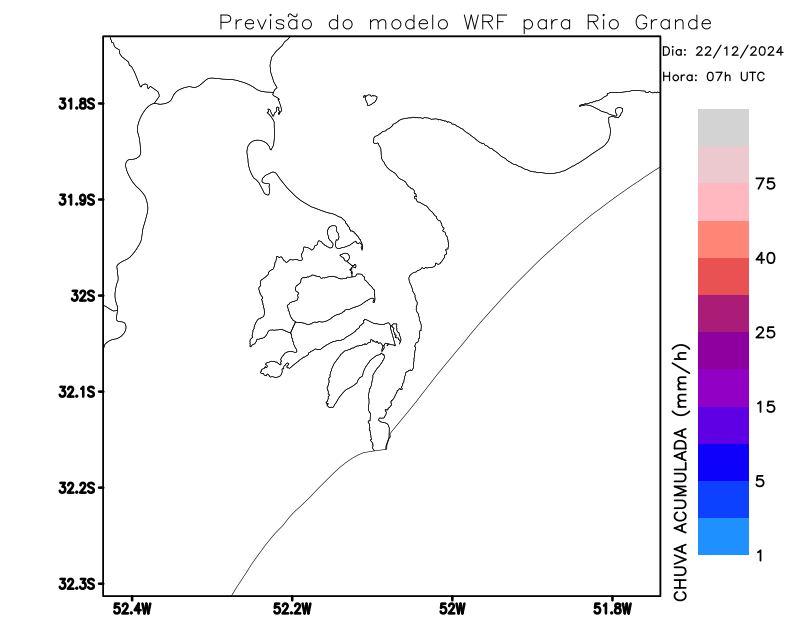 Previsão do modelo WRF para Rio Grande
Dia: 22/12/2024
Hora: 07h UTC
31.8S
31.9S
32S
32.1S
32.2S
32.3S
52.4W
52.2W
52W
51.8W
75
40
25
15
5
1
CHUVA ACUMULADA (mm/h)